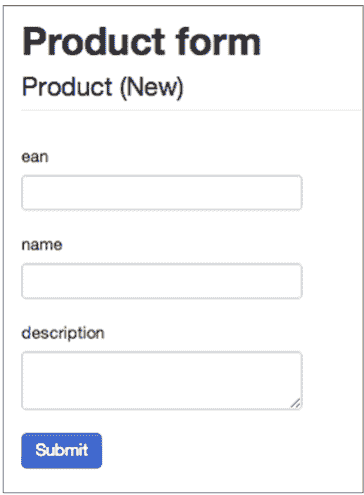 Product form
Product (New)
ean
name
description
Submit